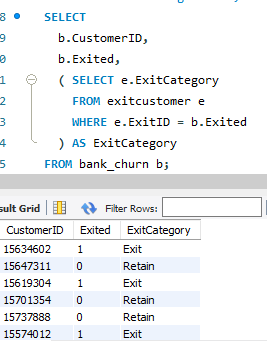 8 SELECT
9 b.CustomerID,
0 b.Exited,
1 ( SELECT e.ExitCategory
2 FROM exitcustomer e
3 WHERE e.ExitID = b.Exited
4 ) AS ExitCategory
5 FROM bank_churn b;
sult Grid Filter Rows:
CustomerID Exited ExitCategory
15634602 1 Exit
15647311 0 Retain
15619304 1 Exit
15701354 0 Retain
15737888 0 Retain
15574012 1 Exit